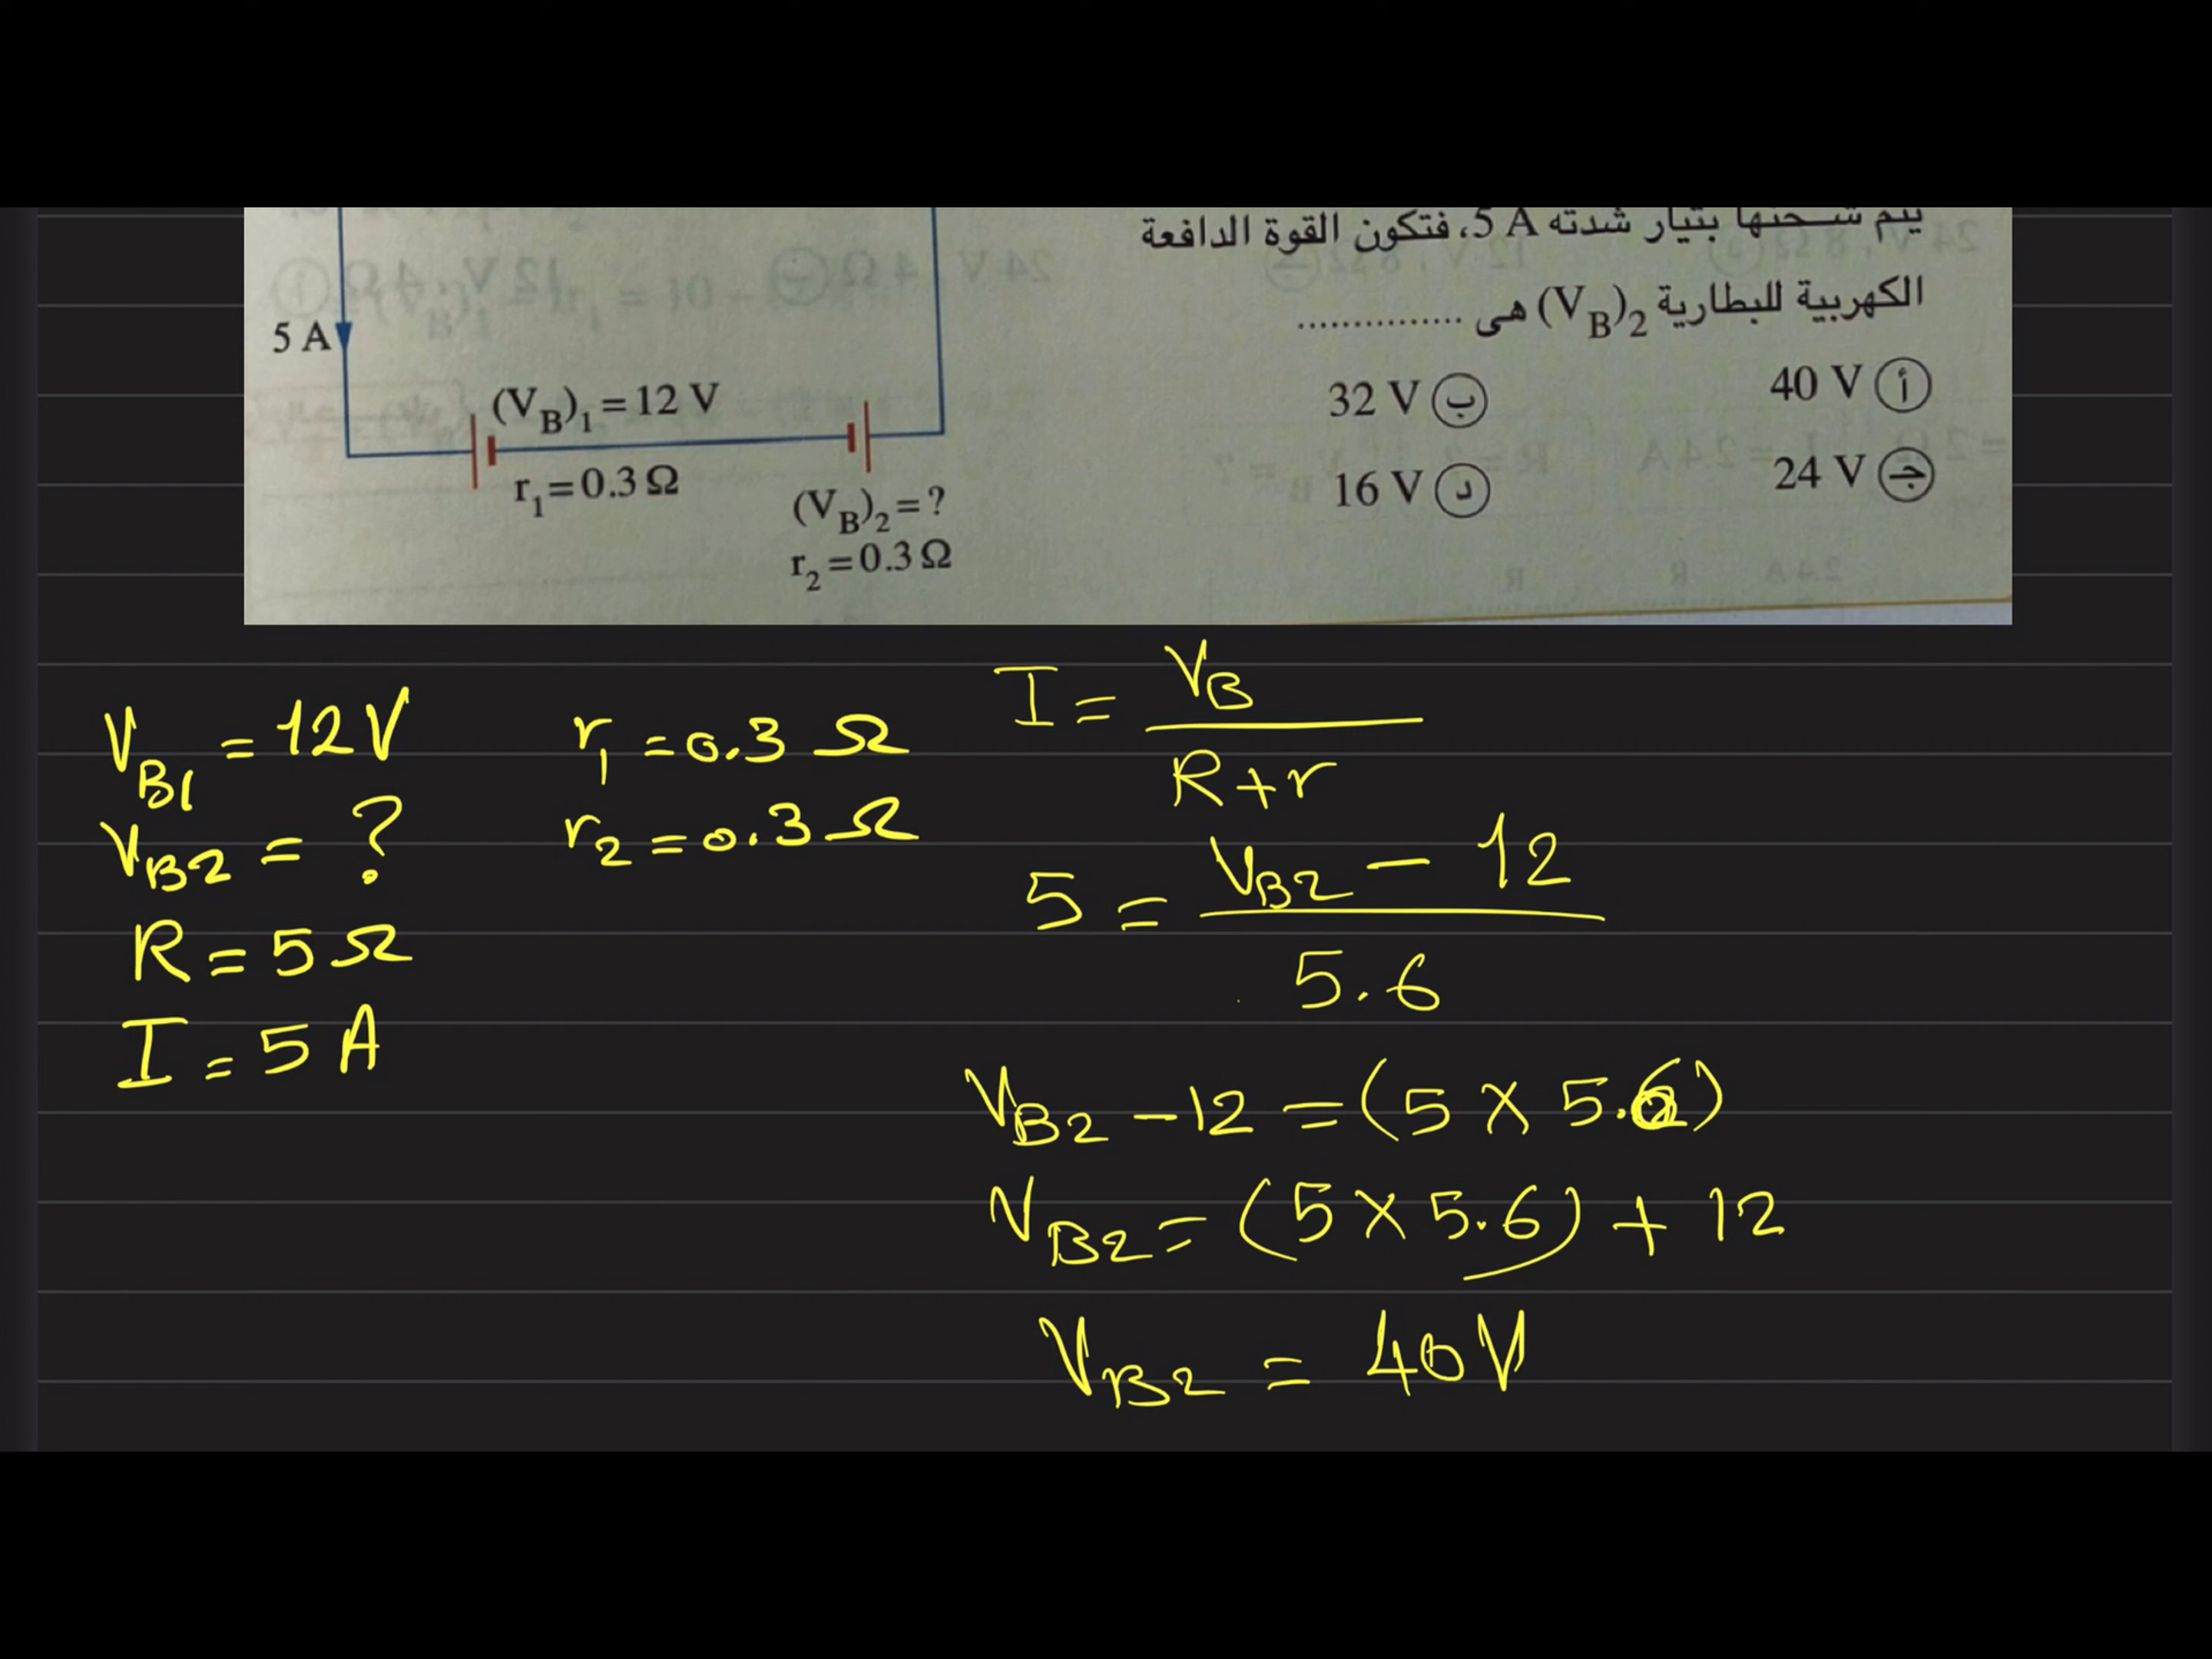 يتم شحنها بتيار شدته 5 A، فتكون القوة الدافعة
الكهربية للبطارية (V_B)_2 هى ...............
أ 40 V
ب 32 V
جـ 24 V
د 16 V
5 A
(V_B)_1 = 12 V
r_1 = 0.3 Ω
(V_B)_2 = ?
r_2 = 0.3 Ω
V_B1 = 12 V r_1 = 0.3 Ω
V_B2 = ? r_2 = 0.3 Ω
R = 5 Ω
I = 5 A
I = V_B / R + r
5 = V_B2 – 12 / 5.6
V_B2 – 12 = (5 × 5.6)
V_B2 = (5 × 5.6) + 12
V_B2 = 40 V